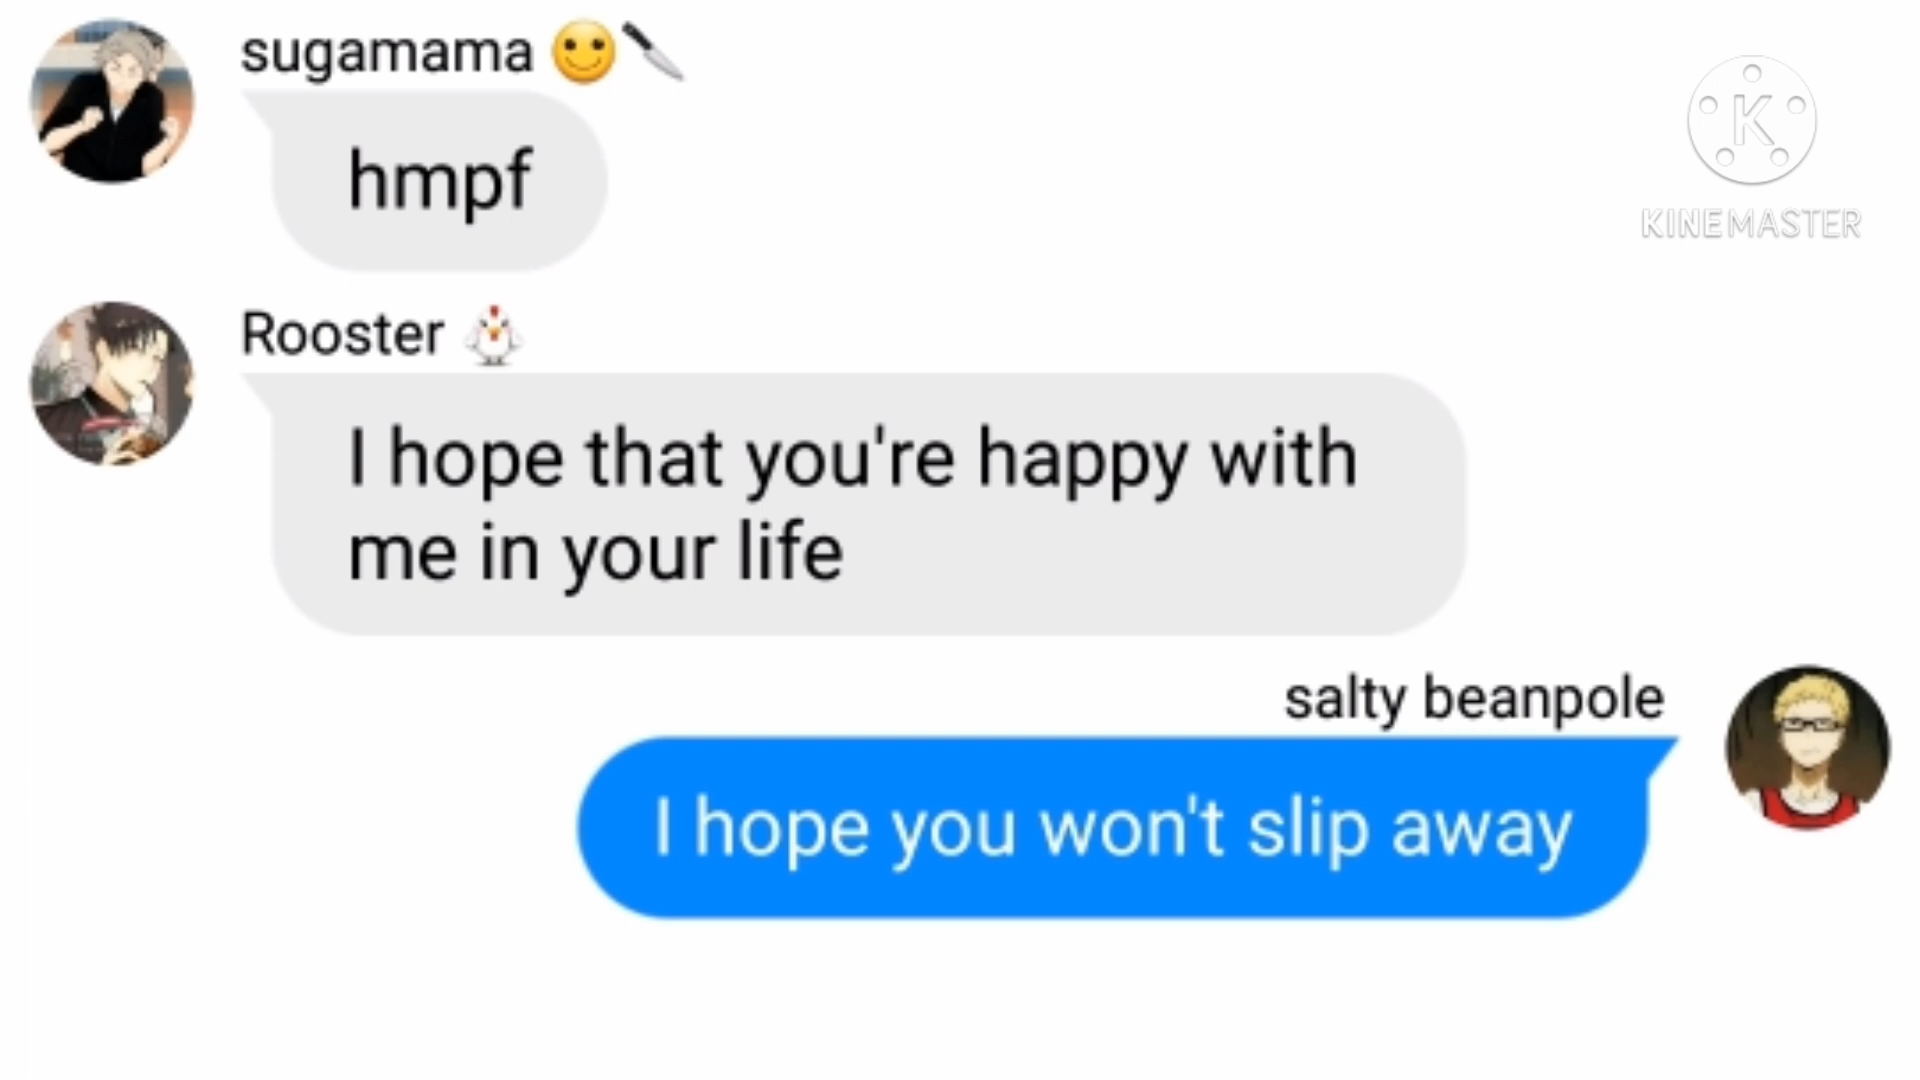 sugamama 🙂🔪
hmpf
K
KINEMASTER
Rooster 🐔
I hope that you're happy with
me in your life
salty beanpole
I hope you won't slip away